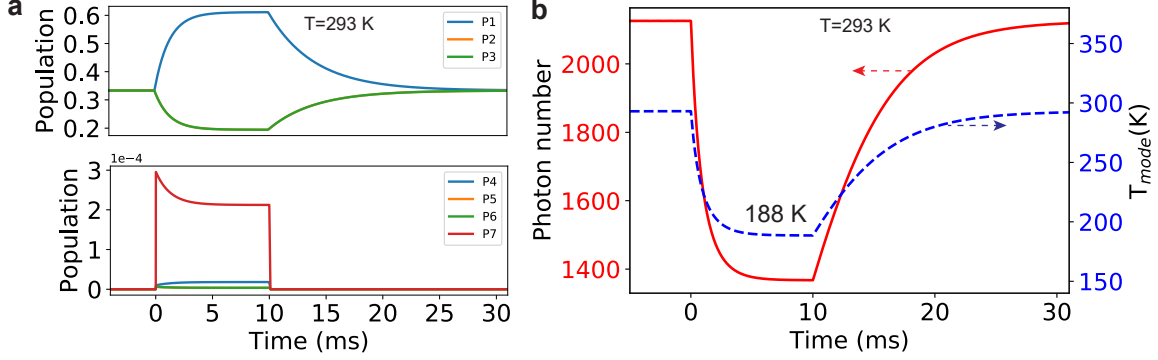 a
T=293 K
P1
P2
P3
Population
0.6
0.5
0.4
0.3
0.2
1e−4
P4
P5
P6
P7
Population
3
2
1
0
0
5
10
15
20
25
30
Time (ms)
b
T=293 K
Photon number
2000
1800
1600
1400
188 K
350
300
250
200
150
T_mode(K)
0
10
20
30
Time (ms)